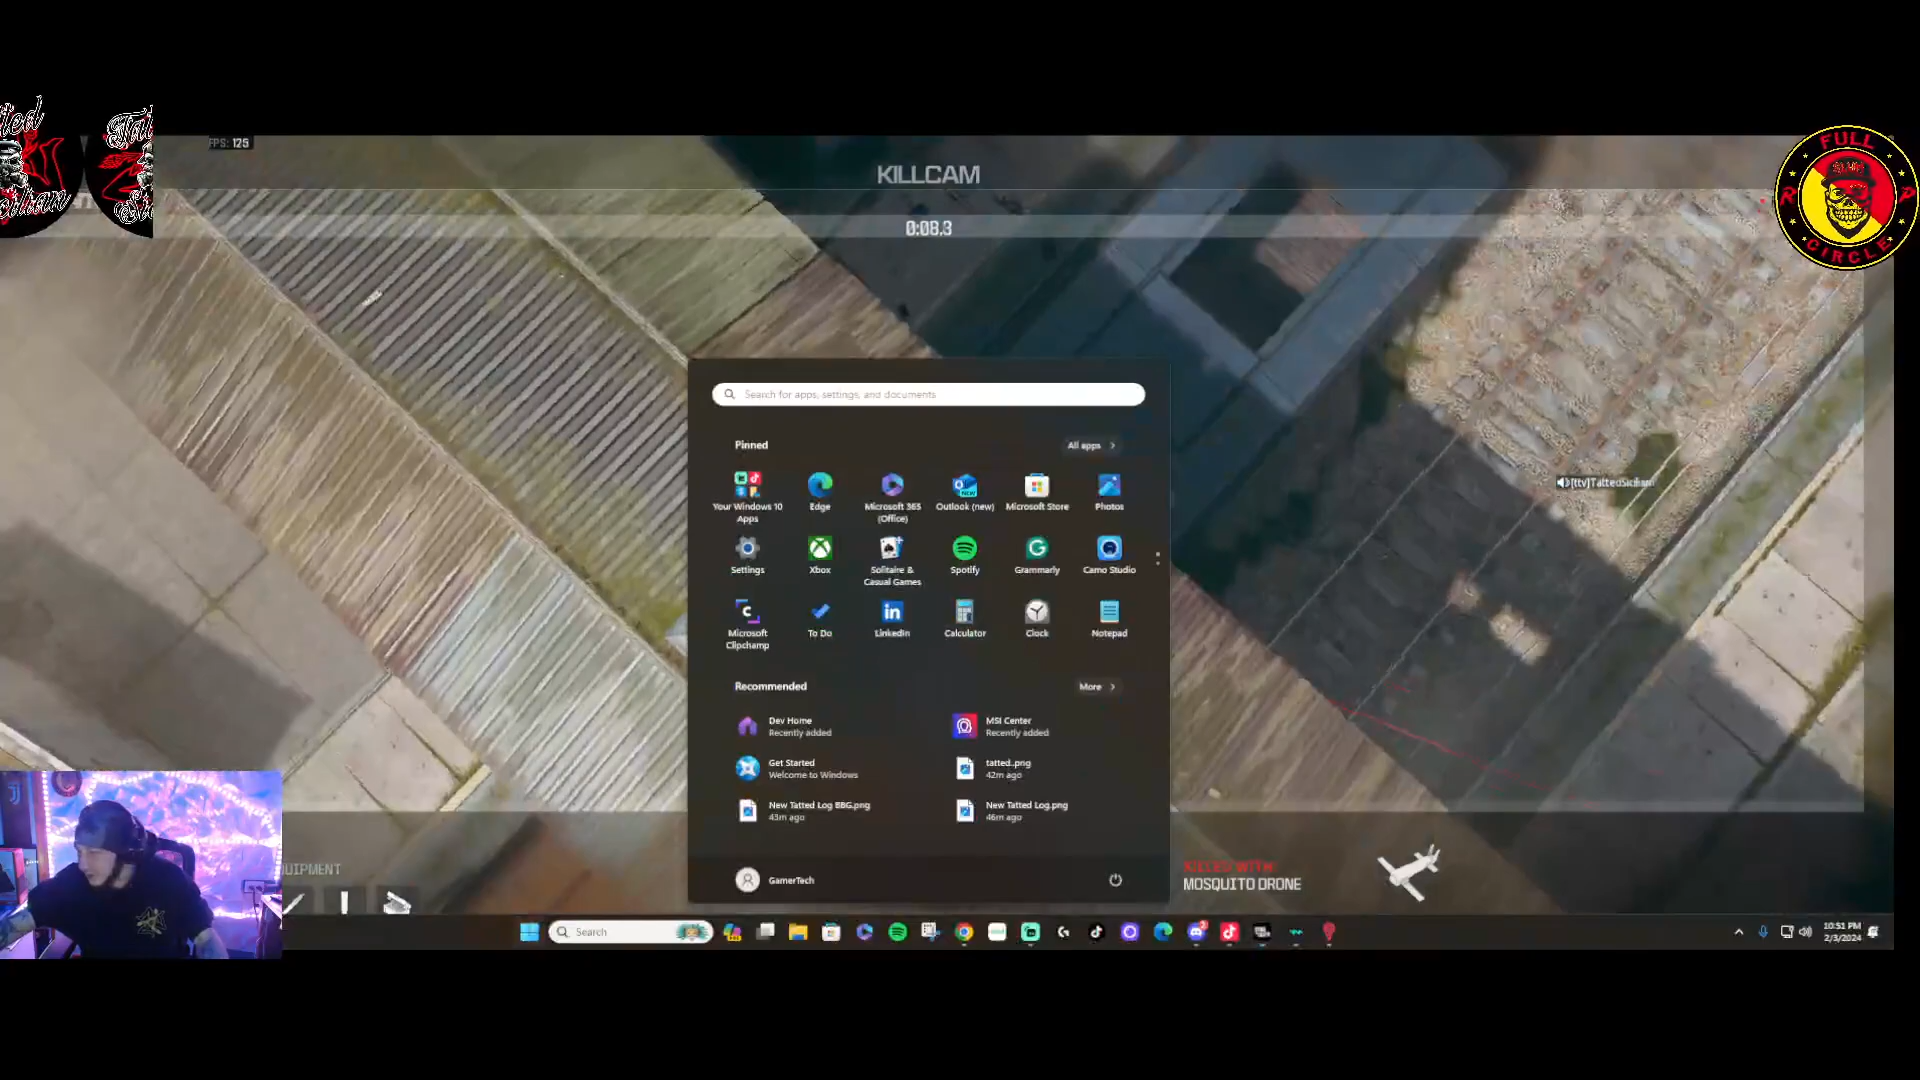 FPS: 125
KILLCAM
0:08.3
FULL
R P
CIRCLE
Search for apps, settings, and documents
Pinned
All apps
Your Windows 10 Apps
Edge
Microsoft 365 (Office)
Outlook (new)
Microsoft Store
Photos
Settings
Xbox
Solitaire & Casual Games
Spotify
Grammarly
Camo Studio
Microsoft Clipchamp
To Do
LinkedIn
Calculator
Clock
Notepad
[ttv]TattedSicilian
Recommended
More
Dev Home
Recently added
MSI Center
Recently added
Get Started
Welcome to Windows
tatted..png
42m ago
New Tatted Log BBG.png
43m ago
New Tatted Log.png
46m ago
GamerTech
KILLED WITH:
MOSQUITO DRONE
Search
10:51 PM
2/3/2024